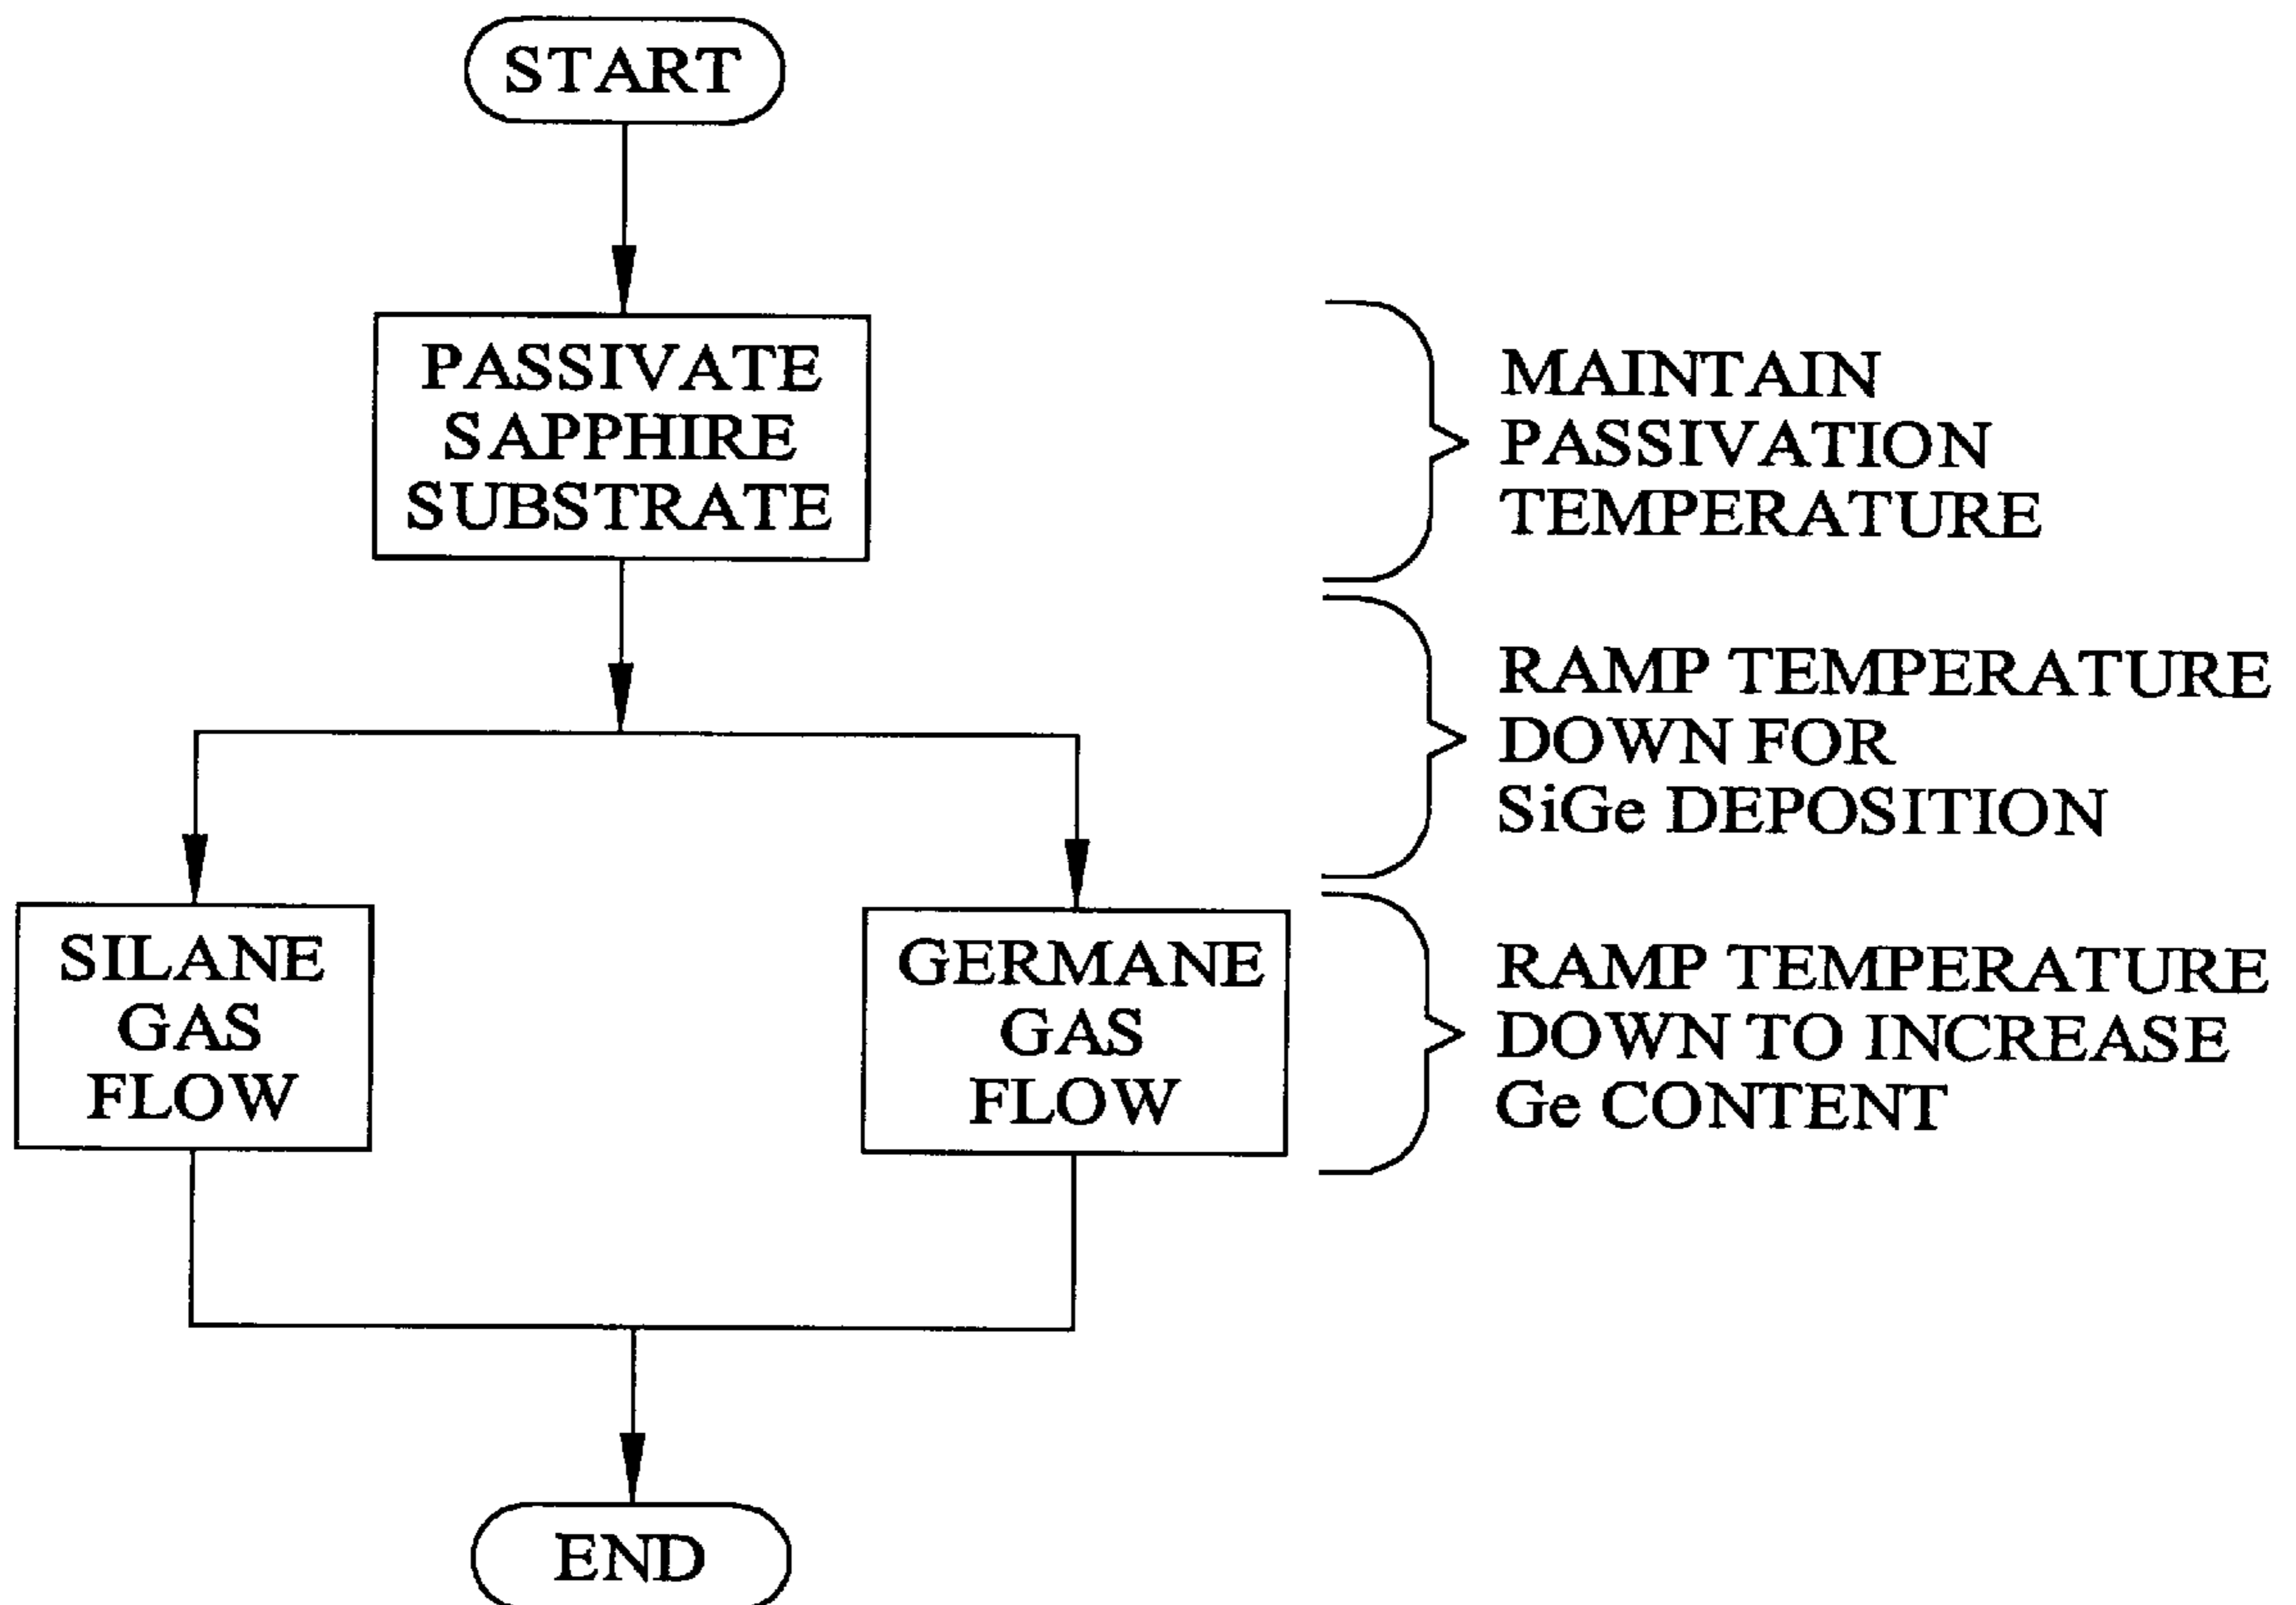 START
PASSIVATE
SAPPHIRE
SUBSTRATE
MAINTAIN
PASSIVATION
TEMPERATURE
RAMP TEMPERATURE
DOWN FOR
SiGe DEPOSITION
SILANE
GAS
FLOW
GERMANE
GAS
FLOW
RAMP TEMPERATURE
DOWN TO INCREASE
Ge CONTENT
END